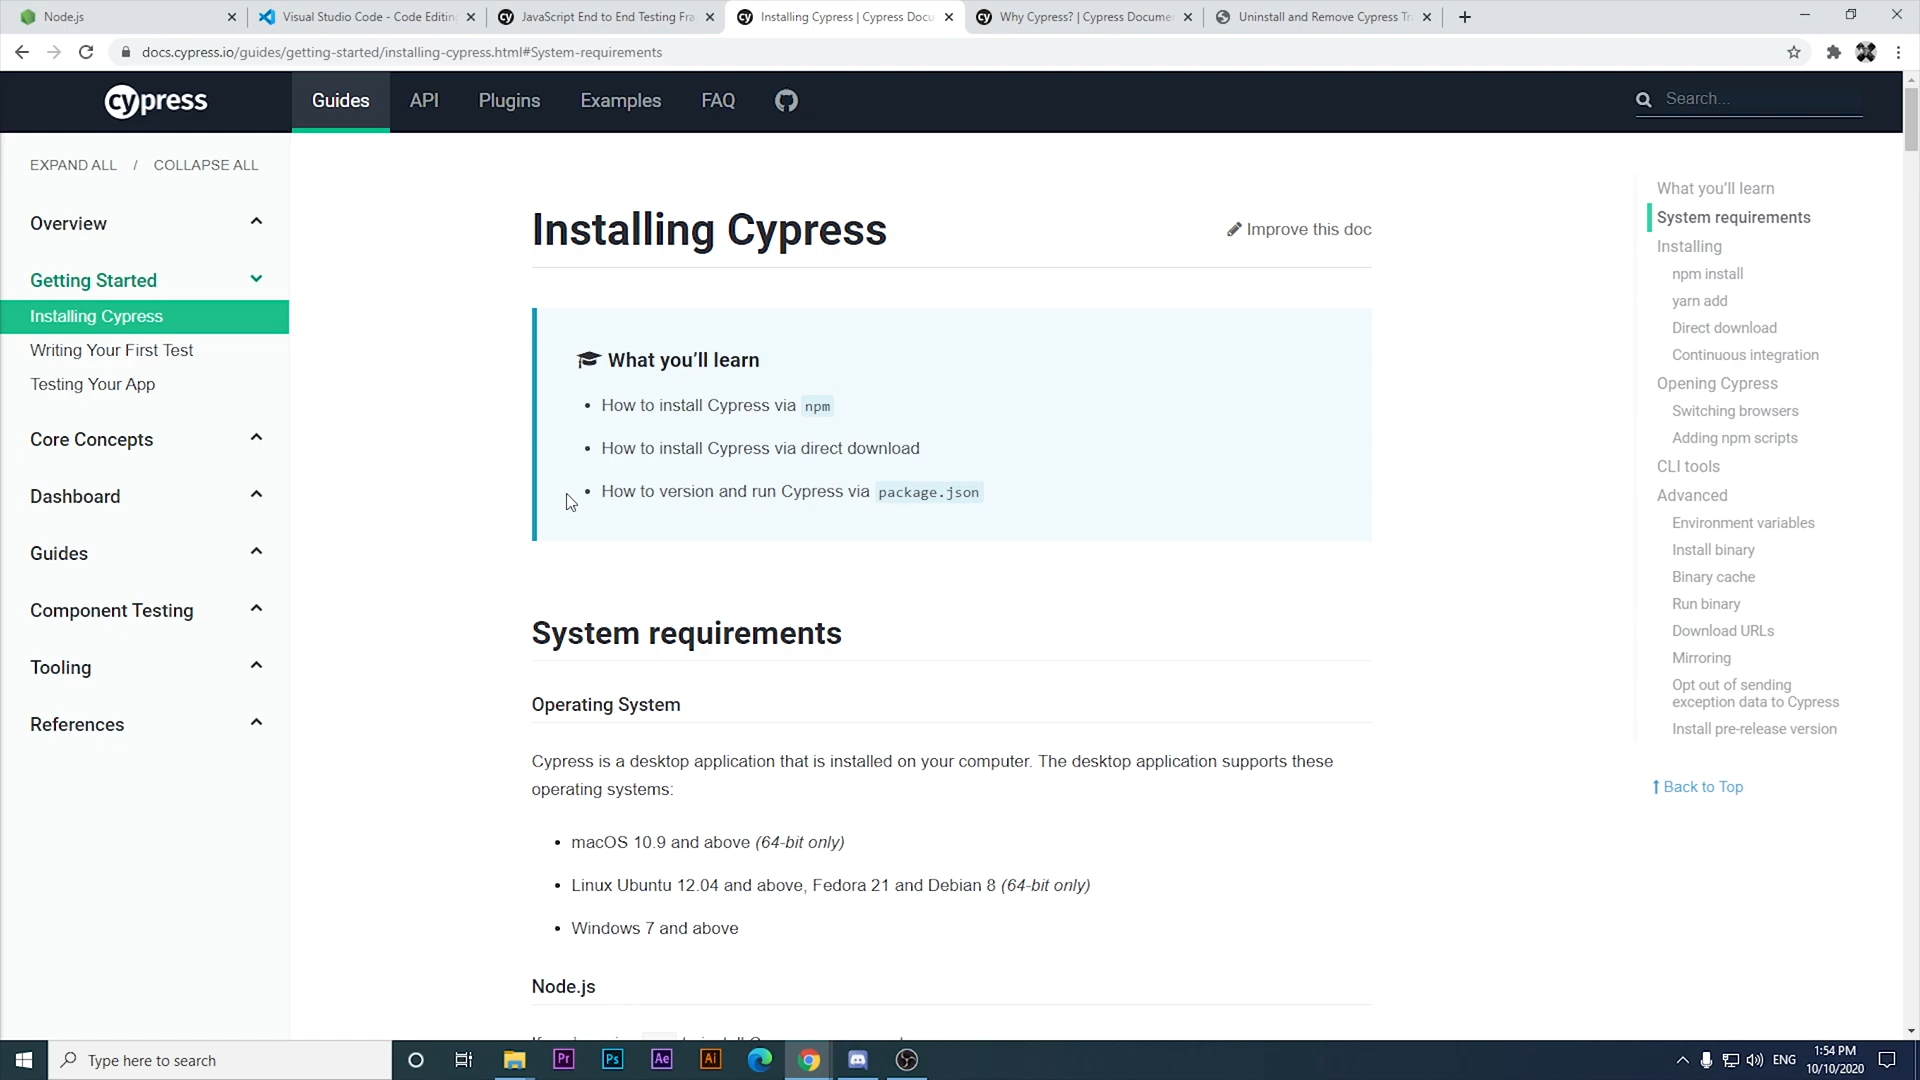 Node.js
Visual Studio Code - Code Editin
JavaScript End to End Testing Fra
Installing Cypress | Cypress Docu
Why Cypress? | Cypress Docume
Uninstall and Remove Cypress Tr
docs.cypress.io/guides/getting-started/installing-cypress.html#System-requirements
cypress
Guides
API
Plugins
Examples
FAQ
Search...
EXPAND ALL / COLLAPSE ALL
Overview
Getting Started
Installing Cypress
Writing Your First Test
Testing Your App
Core Concepts
Dashboard
Guides
Component Testing
Tooling
References
Installing Cypress
Improve this doc
What you'll learn
• How to install Cypress via npm
• How to install Cypress via direct download
• How to version and run Cypress via package.json
System requirements
Operating System
Cypress is a desktop application that is installed on your computer. The desktop application supports these
operating systems:
• macOS 10.9 and above (64-bit only)
• Linux Ubuntu 12.04 and above, Fedora 21 and Debian 8 (64-bit only)
• Windows 7 and above
Node.js
What you'll learn
System requirements
Installing
npm install
yarn add
Direct download
Continuous integration
Opening Cypress
Switching browsers
Adding npm scripts
CLI tools
Advanced
Environment variables
Install binary
Binary cache
Run binary
Download URLs
Mirroring
Opt out of sending
exception data to Cypress
Install pre-release version
Back to Top
Type here to search
Pr
Ps
Ae
Ai
ENG
1:54 PM
10/10/2020